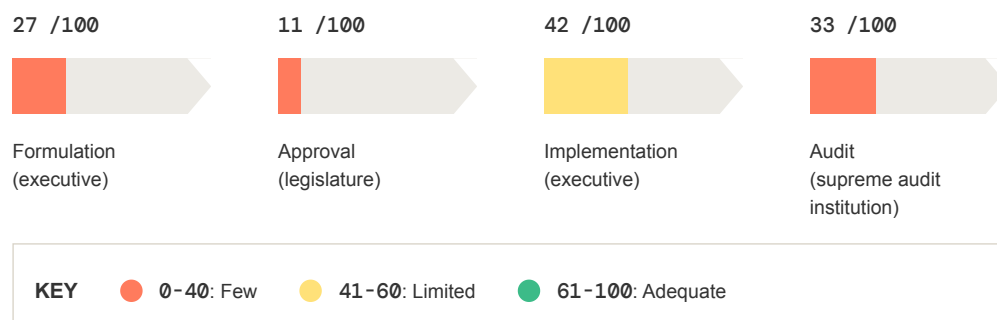 27 /100
11 /100
42 /100
33 /100
Formulation
(executive)
Approval
(legislature)
Implementation
(executive)
Audit
(supreme audit
institution)
KEY
0-40: Few
41-60: Limited
61-100: Adequate